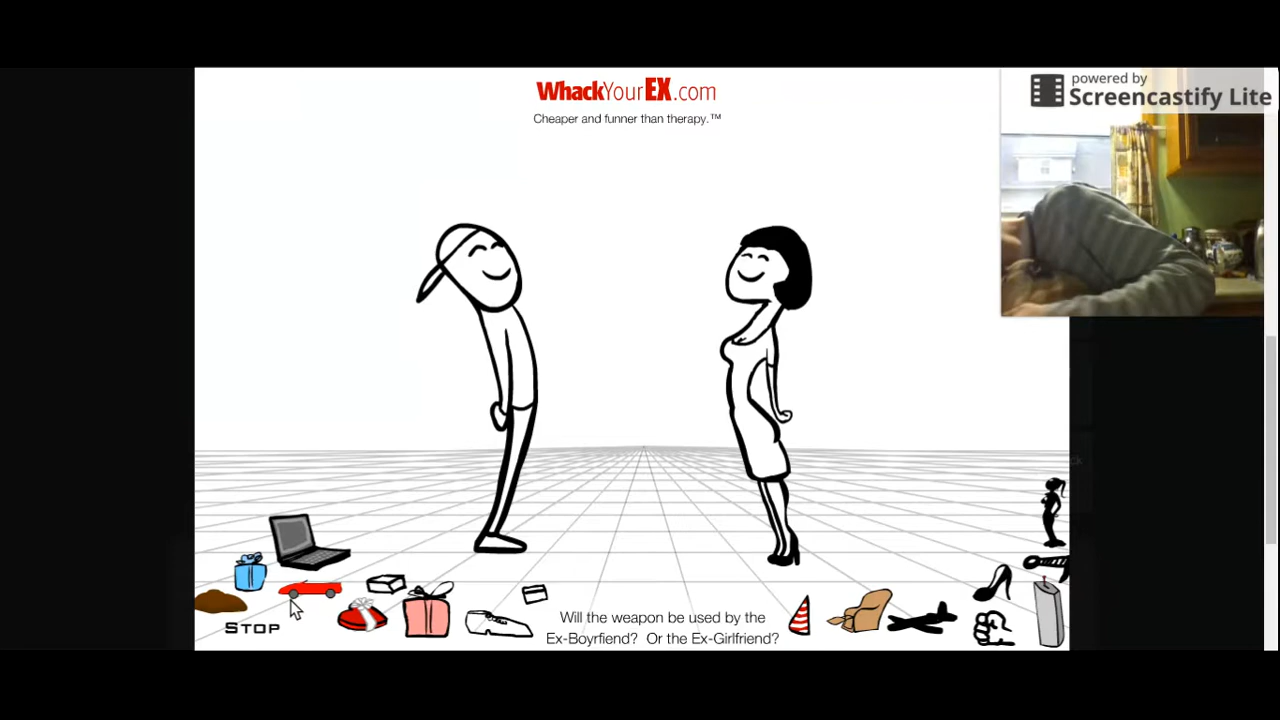 WhackYourEX.com
Cheaper and funner than therapy.™
powered by
Screencastify Lite
STOP
Will the weapon be used by the
Ex-Boyrfiend? Or the Ex-Girlfriend?